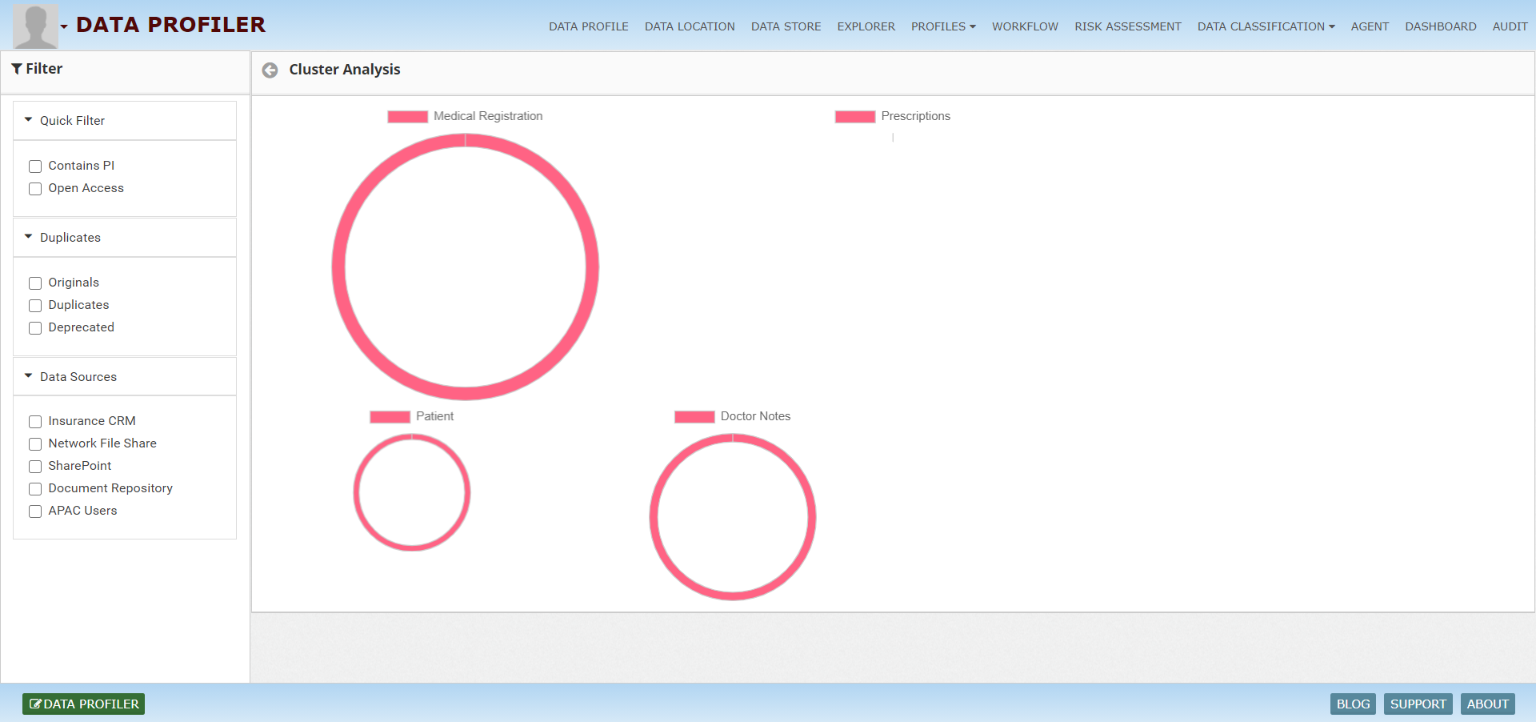 DATA PROFILER
DATA PROFILE DATA LOCATION DATA STORE EXPLORER PROFILES WORKFLOW RISK ASSESSMENT DATA CLASSIFICATION AGENT DASHBOARD AUDIT
Filter
Cluster Analysis
Quick Filter
Contains PI
Open Access
Duplicates
Originals
Duplicates
Deprecated
Data Sources
Insurance CRM
Network File Share
SharePoint
Document Repository
APAC Users
Medical Registration
Prescriptions
Patient
Doctor Notes
DATA PROFILER
BLOG SUPPORT ABOUT